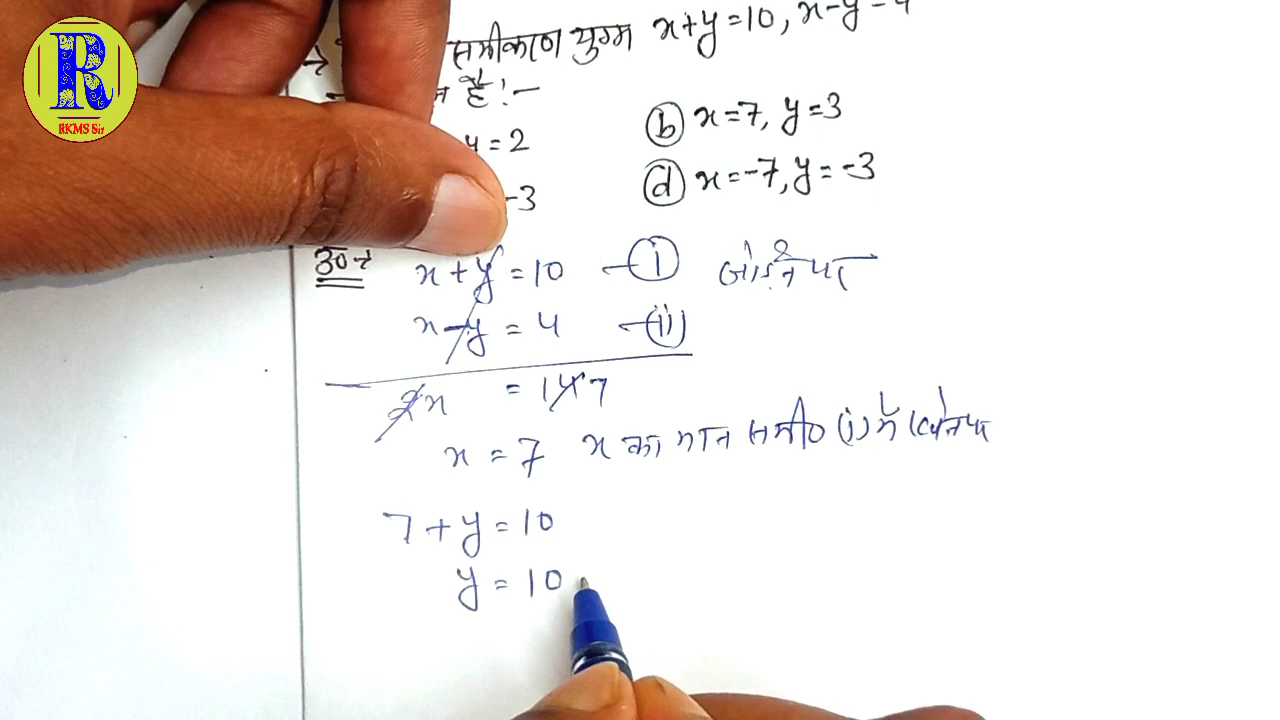 R
RKMS Sir
→ समीकरण युग्म x+y=10, x-y=4
है!-
y=2 (b) x=7, y=3
-3 (d) x=-7, y=-3
उ०→ x+y=10 —(i) जोड़ने पर
x-y=4 —(ii)
2x = 14 7
x = 7 x का मान समी० (i) में रखने पर
7+y=10
y=10